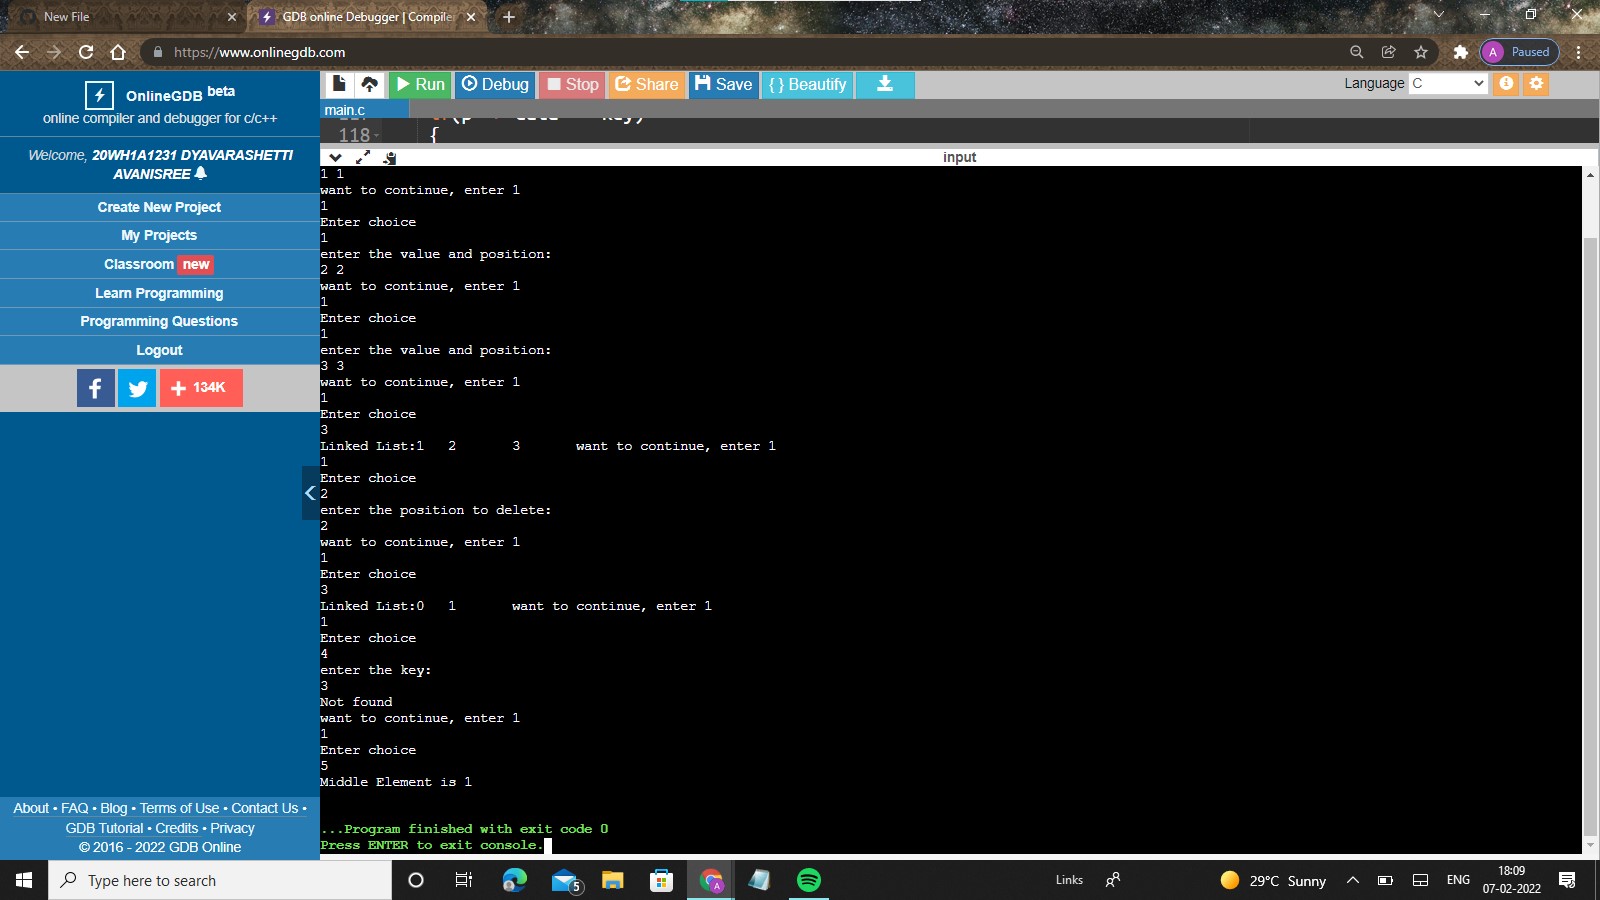 New File
GDB online Debugger | Compiler
https://www.onlinegdb.com
A Paused
OnlineGDB beta
online compiler and debugger for c/c++
Welcome, 20WH1A1231 DYAVARASHETTI
AVANISREE
Create New Project
My Projects
Classroom new
Learn Programming
Programming Questions
Logout
134K
About • FAQ • Blog • Terms of Use • Contact Us •
GDB Tutorial • Credits • Privacy
© 2016 - 2022 GDB Online
Run Debug Stop Share Save { } Beautify
Language C
main.c
118 {
input
1 1
want to continue, enter 1
1
Enter choice
1
enter the value and position:
2 2
want to continue, enter 1
1
Enter choice
1
enter the value and position:
3 3
want to continue, enter 1
1
Enter choice
3
Linked List:1 2 3 want to continue, enter 1
1
Enter choice
2
enter the position to delete:
2
want to continue, enter 1
1
Enter choice
3
Linked List:0 1 want to continue, enter 1
1
Enter choice
4
enter the key:
3
Not found
want to continue, enter 1
1
Enter choice
5
Middle Element is 1
...Program finished with exit code 0
Press ENTER to exit console.
Type here to search
5
A
Links
29°C Sunny
ENG
18:09
07-02-2022